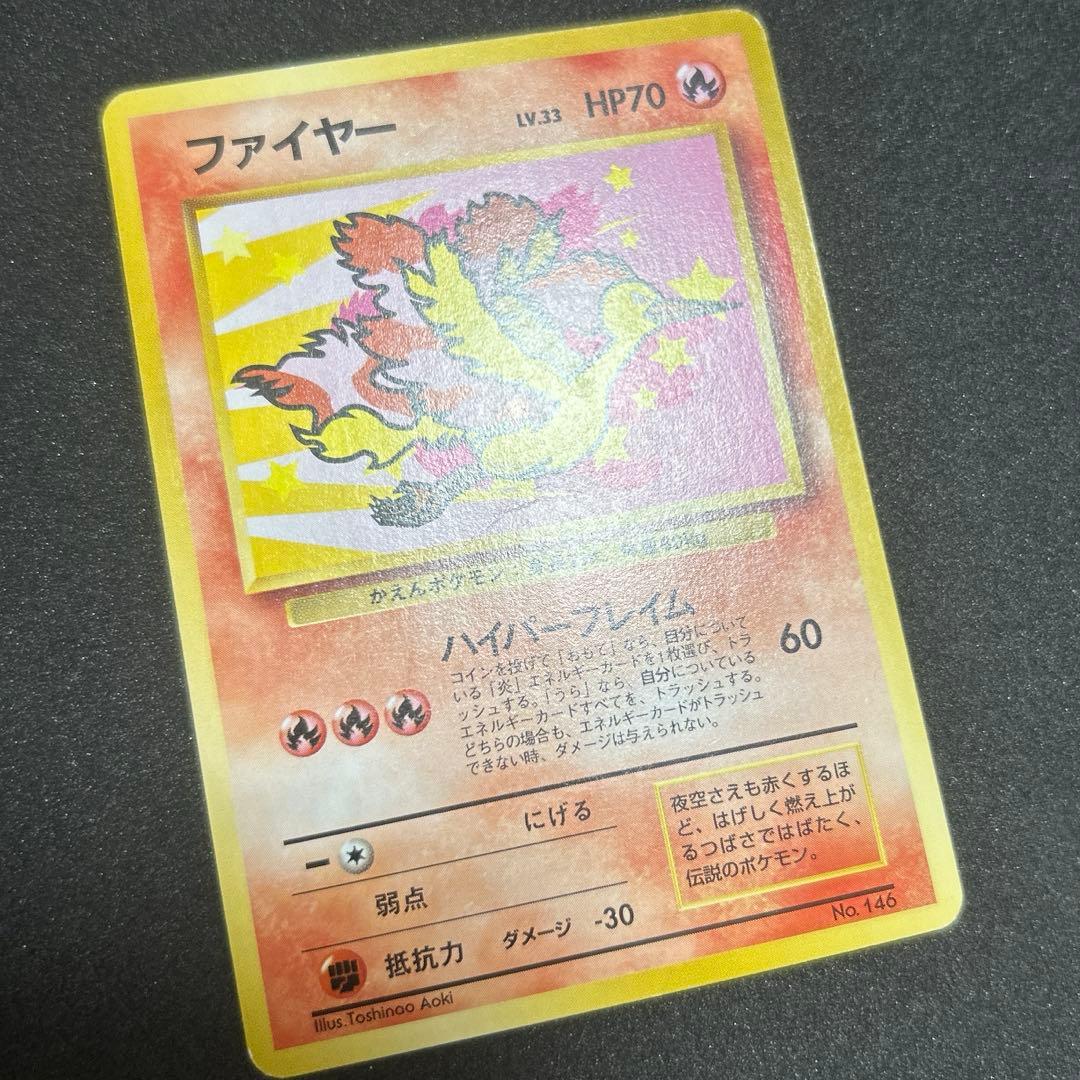 ファイヤー LV.33 HP70
かえんポケモン
ハイパーフレイム
コインを投げて「おもて」なら、自分について
いる「炎」エネルギーカードを1枚選び、トラ
ッシュする。「うら」なら、自分についている
エネルギーカードすべてを、トラッシュする。
どちらの場合も、エネルギーカードがトラッシュ
できない時、ダメージは与えられない。
60
にげる
弱点
抵抗力 ダメージ -30
夜空さえも赤くするほ
ど、はげしく燃え上が
るつばさではばたく、
伝説のポケモン。
Illus.Toshinao Aoki
No. 146